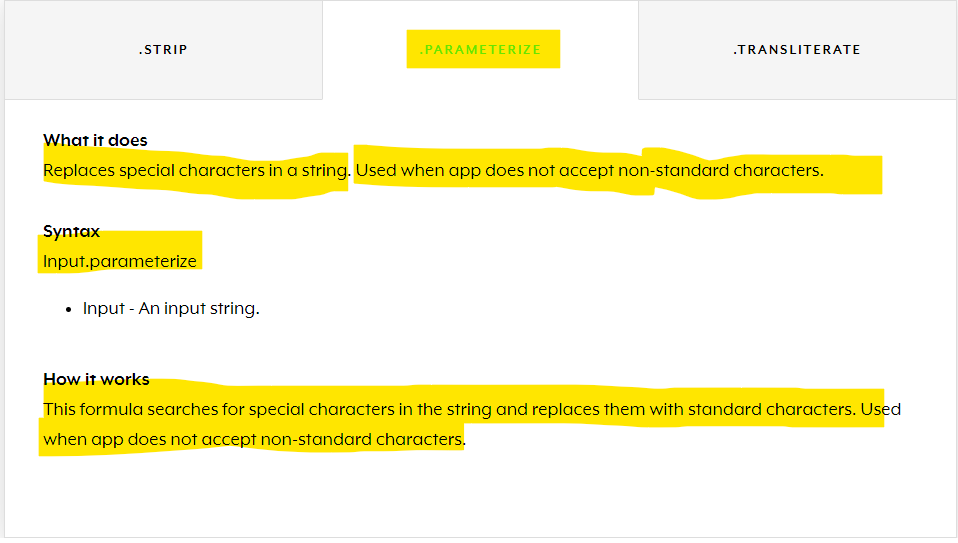 .STRIP
.PARAMETERIZE
.TRANSLITERATE
What it does
Replaces special characters in a string. Used when app does not accept non-standard characters.
Syntax
Input.parameterize
• Input - An input string.
How it works
This formula searches for special characters in the string and replaces them with standard characters. Used
when app does not accept non-standard characters.